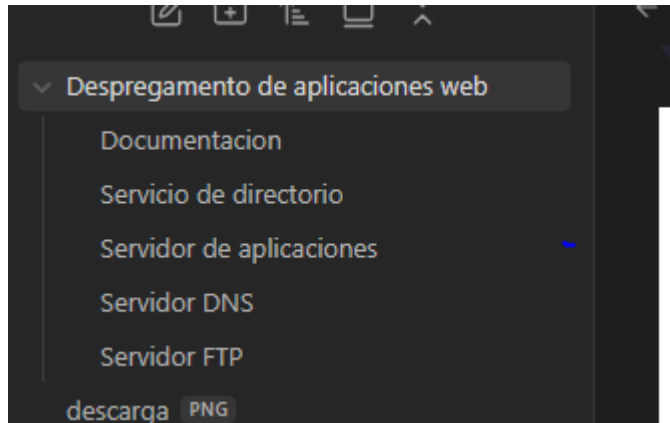 Despregamento de aplicaciones web
Documentacion
Servicio de directorio
Servidor de aplicaciones
Servidor DNS
Servidor FTP
descarga PNG